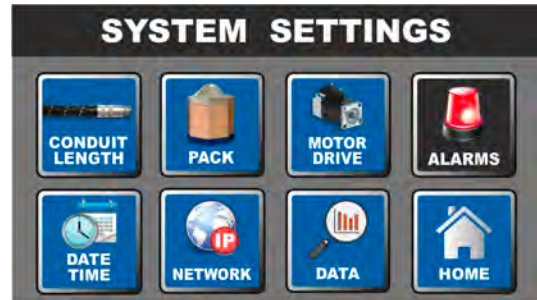 SYSTEM SETTINGS
CONDUIT
LENGTH
PACK
MOTOR
DRIVE
ALARMS
DATE
TIME
IP
NETWORK
DATA
HOME